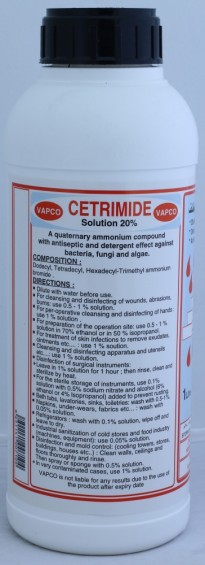 VAPCO CETRIMIDE VAPCO
Solution 20%
A quaternary ammonium compound
with antiseptic and detergent effect against
bacteria, fungi and algae.
COMPOSITION :
Dodecyl, Tetradecyl, Hexadecyl-Trimethyl ammonium
bromide
DIRECTIONS :
• Dilute with water before use.
• For cleansing and disinfecting of wounds, abrasions,
burns; use 0.5 - 1 % solution.
• For per-operative cleansing and disinfecting of hands
use 1 % solution.
• For preparation of the operation site: use 0.5 - 1 %
solution in 70% ethanol or in 50 % isopropanol.
• For treatment of skin infections to remove exudates,
ointments etc.... : use 1 % solution.
• Cleansing and disinfecting apparatus and utensils
etc..... use 1 % solution.
• Disinfection of surgical instruments:
Cleans in 1% solution for 1 hour ; then rinse, clean and
sterilize by heat.
• For the sterile storage of instruments, use 0.1%
solution with 0.5% sodium nitrate and alcohol (8%
ethanol or 4% isopropanol) added to prevent rusting
• Bath tubs, lavatories, sinks, toiletries: wash with 0.5-1%
• Napping, under-wears, fabrics etc... : wash with
0.05% solution.
• Refrigerators : wash with 0.1% solution, wipe off and
leave to dry.
• Industrial sanitization of cold stores and food industry
(machines, equipment): use 0.05% solution.
• Disinfection and mold control: (cooling towers, stores,
buildings, houses etc..) : Clean walls, ceilings and
floors thoroughly and rinse.
Then spray or sponge with 0.5% solution.
• In very contaminated cases, use 1% solution.
VAPCO is not liable for any results due to the use of
the product after expiry date